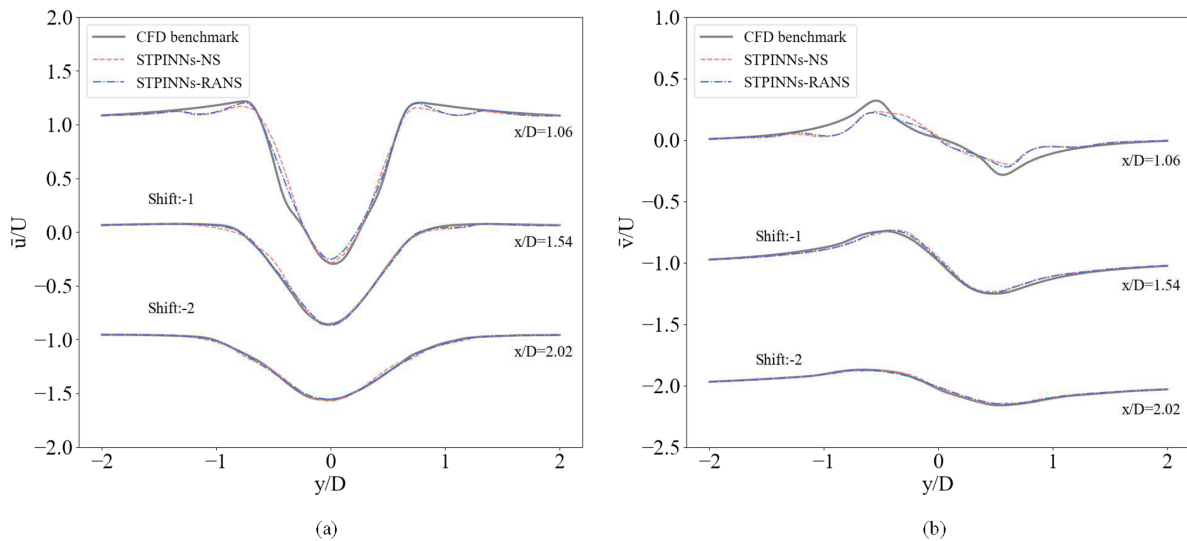 2.0
1.5
1.0
0.5
0.0
−0.5
−1.0
−1.5
−2.0
ū/U
CFD benchmark
STPINNs-NS
STPINNs-RANS
x/D=1.06
Shift:-1
x/D=1.54
Shift:-2
x/D=2.02
−2
−1
0
1
2
y/D
(a)
1.0
0.5
0.0
−0.5
−1.0
−1.5
−2.0
−2.5
v̄/U
CFD benchmark
STPINNs-NS
STPINNs-RANS
x/D=1.06
Shift:-1
x/D=1.54
Shift:-2
x/D=2.02
−2
−1
0
1
2
y/D
(b)